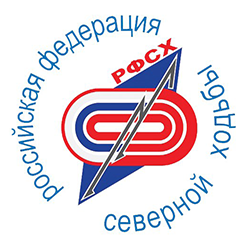 российская федерация
северной ходьбы
РФСХ